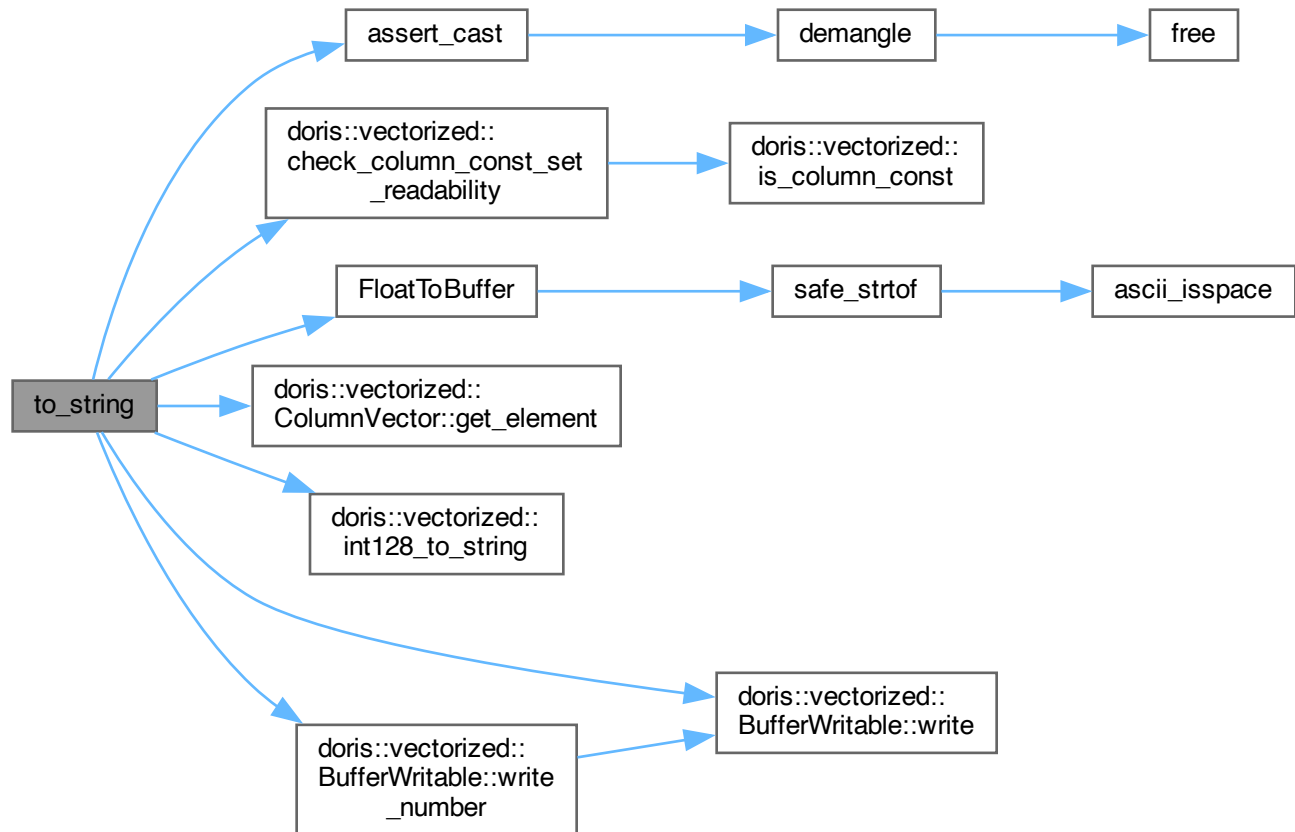 assert_cast
demangle
free
doris::vectorized::
check_column_const_set
_readability
doris::vectorized::
is_column_const
FloatToBuffer
safe_strtof
ascii_isspace
to_string
doris::vectorized::
ColumnVector::get_element
doris::vectorized::
int128_to_string
doris::vectorized::
BufferWritable::write
doris::vectorized::
BufferWritable::write
_number